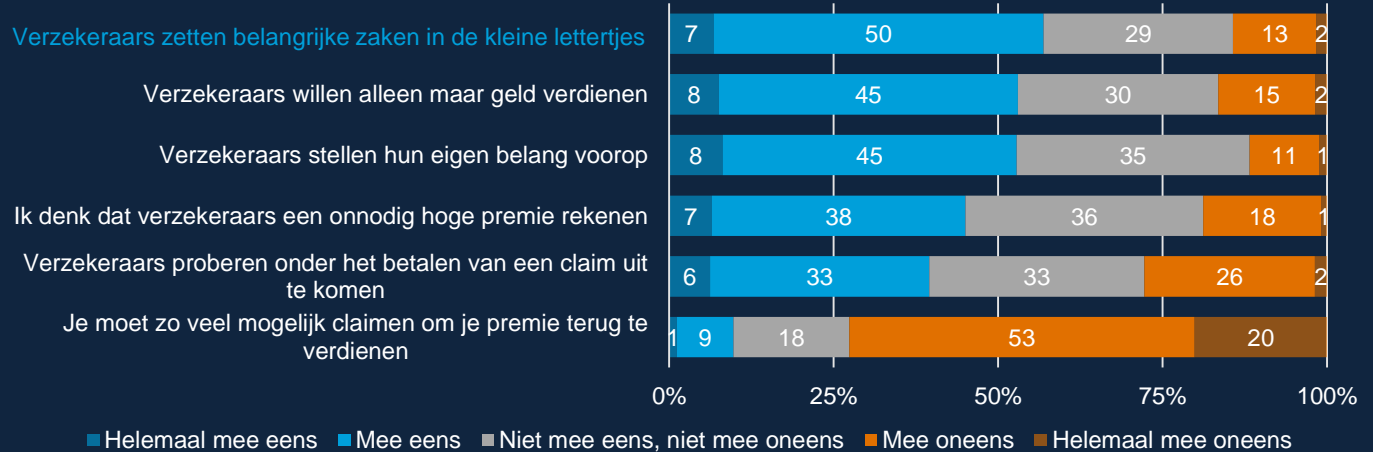 Verzekeraars zetten belangrijke zaken in de kleine lettertjes 7 50 29 13 2
Verzekeraars willen alleen maar geld verdienen 8 45 30 15 2
Verzekeraars stellen hun eigen belang voorop 8 45 35 11 1
Ik denk dat verzekeraars een onnodig hoge premie rekenen 7 38 36 18 1
Verzekeraars proberen onder het betalen van een claim uit
te komen 6 33 33 26 2
Je moet zo veel mogelijk claimen om je premie terug te
verdienen 1 9 18 53 20
0% 25% 50% 75% 100%
Helemaal mee eens Mee eens Niet mee eens, niet mee oneens Mee oneens Helemaal mee oneens